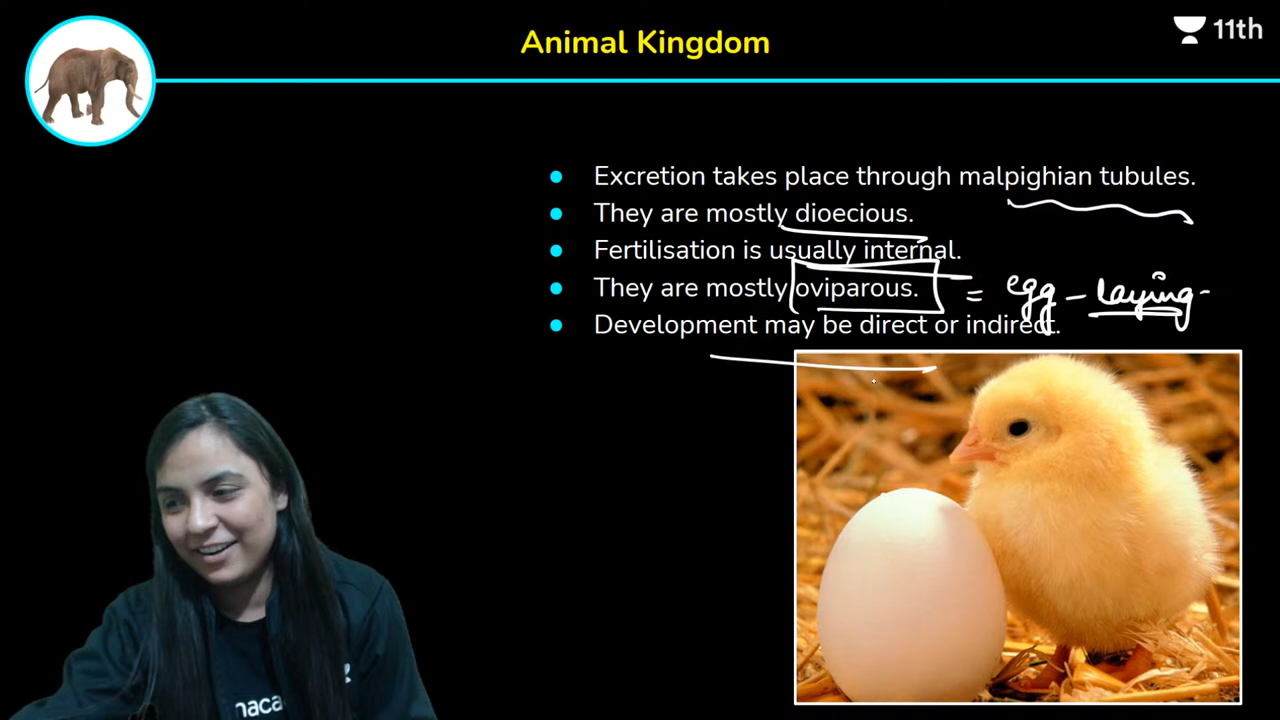 Animal Kingdom
11th
Excretion takes place through malpighian tubules.
They are mostly dioecious.
Fertilisation is usually internal.
They are mostly oviparous. = egg - laying -
Development may be direct or indirect.